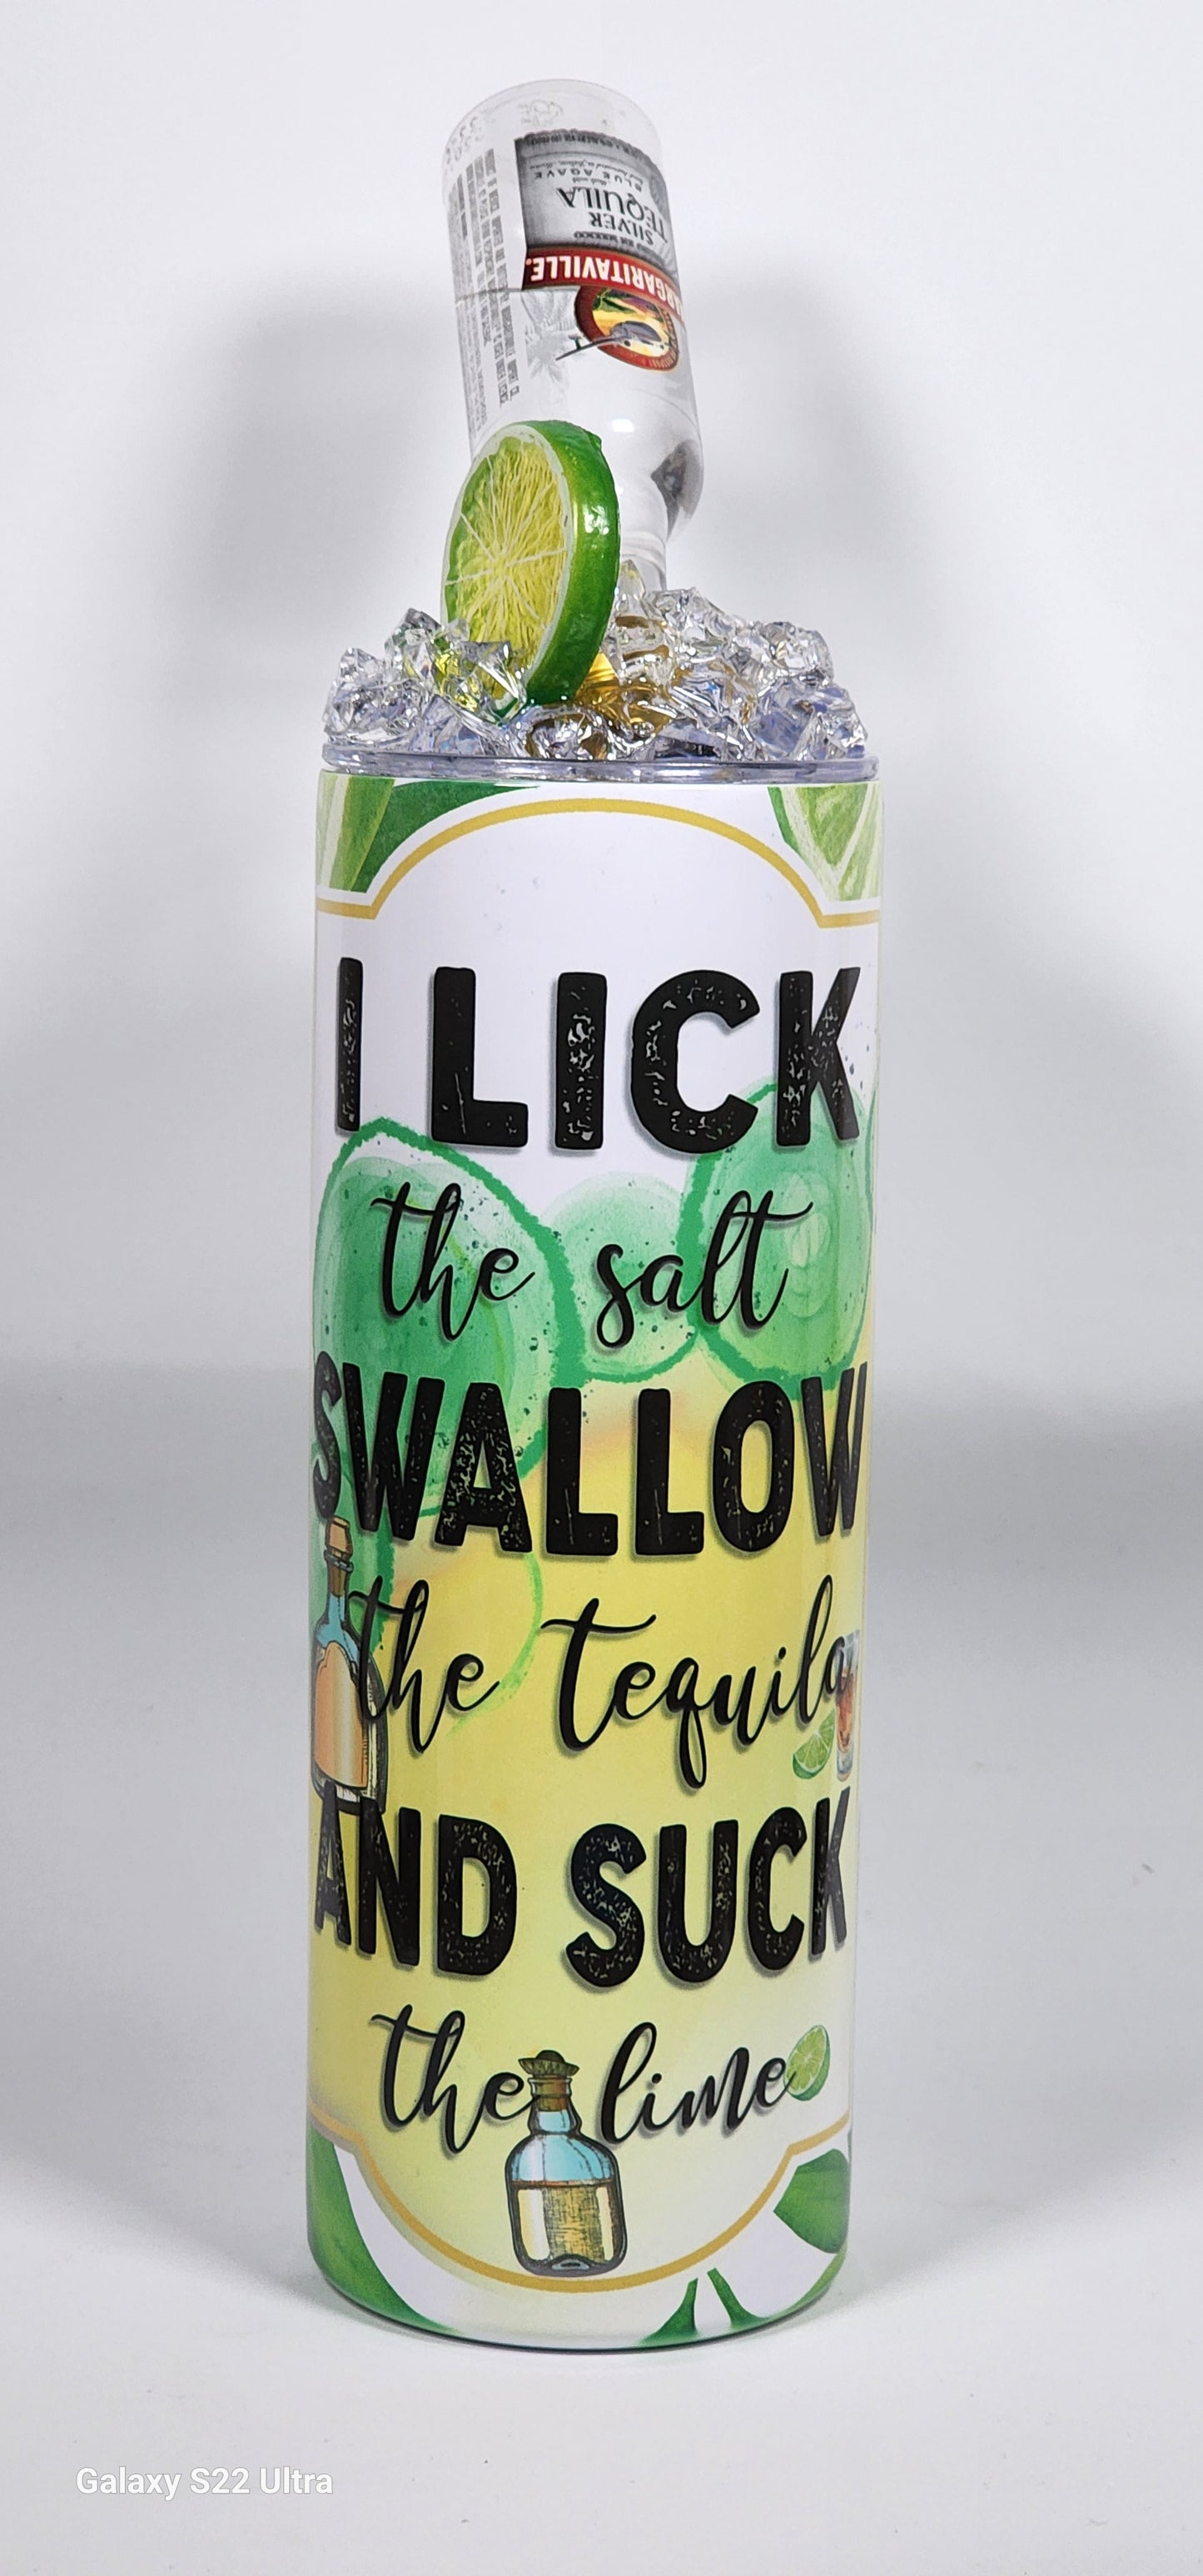 BLUE AGAVE
TEQUILA
SILVER
MARGARITAVILLE.
I LICK
the salt
SWALLOW
the tequila
AND SUCK
the lime
Galaxy S22 Ultra